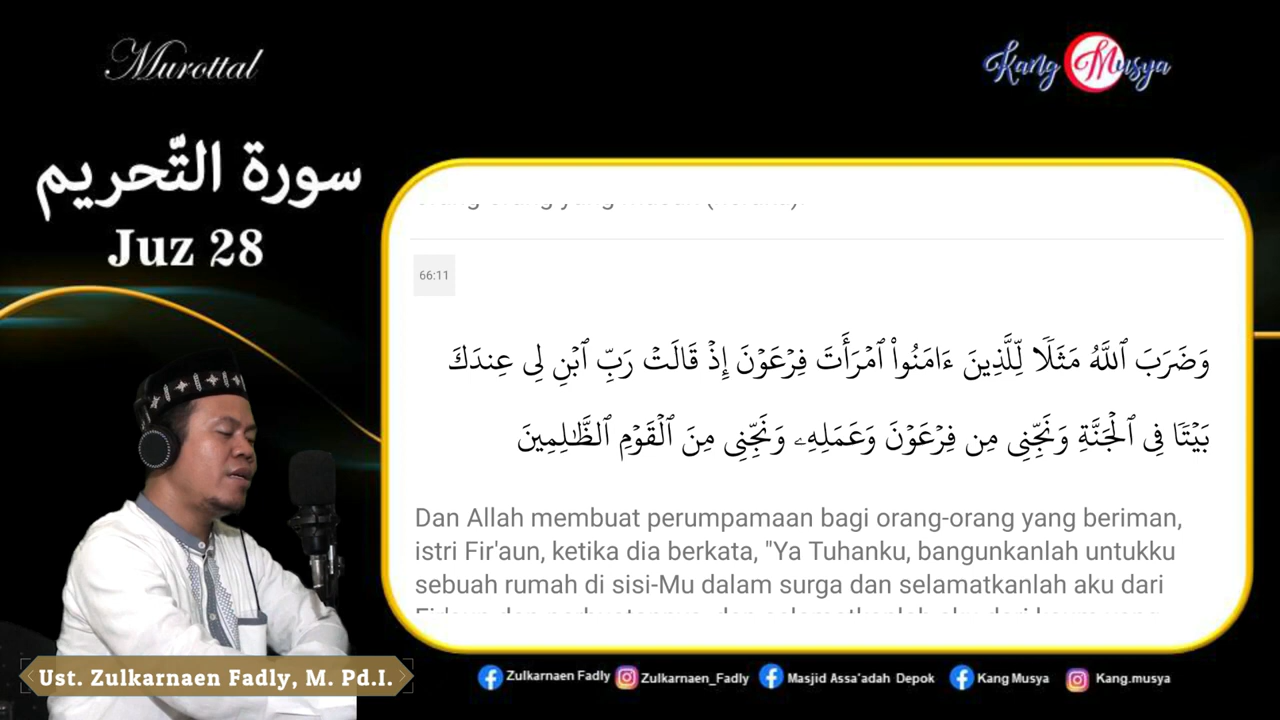 Murottal
Kang Musya
سورة التّحريم
Juz 28
66:11
وَضَرَبَ ٱللَّهُ مَثَلٗا لِّلَّذِينَ ءَامَنُواْ ٱمۡرَأَتَ فِرۡعَوۡنَ إِذۡ قَالَتۡ رَبِّ ٱبۡنِ لِي عِندَكَ
بَيۡتٗا فِي ٱلۡجَنَّةِ وَنَجِّنِي مِن فِرۡعَوۡنَ وَعَمَلِهِۦ وَنَجِّنِي مِنَ ٱلۡقَوۡمِ ٱلظَّٰلِمِينَ
Dan Allah membuat perumpamaan bagi orang-orang yang beriman,
istri Fir'aun, ketika dia berkata, "Ya Tuhanku, bangunkanlah untukku
sebuah rumah di sisi-Mu dalam surga dan selamatkanlah aku dari
Ust. Zulkarnaen Fadly, M. Pd.I.
Zulkarnaen Fadly Zulkarnaen_Fadly Masjid Assa'adah Depok Kang Musya Kang.musya